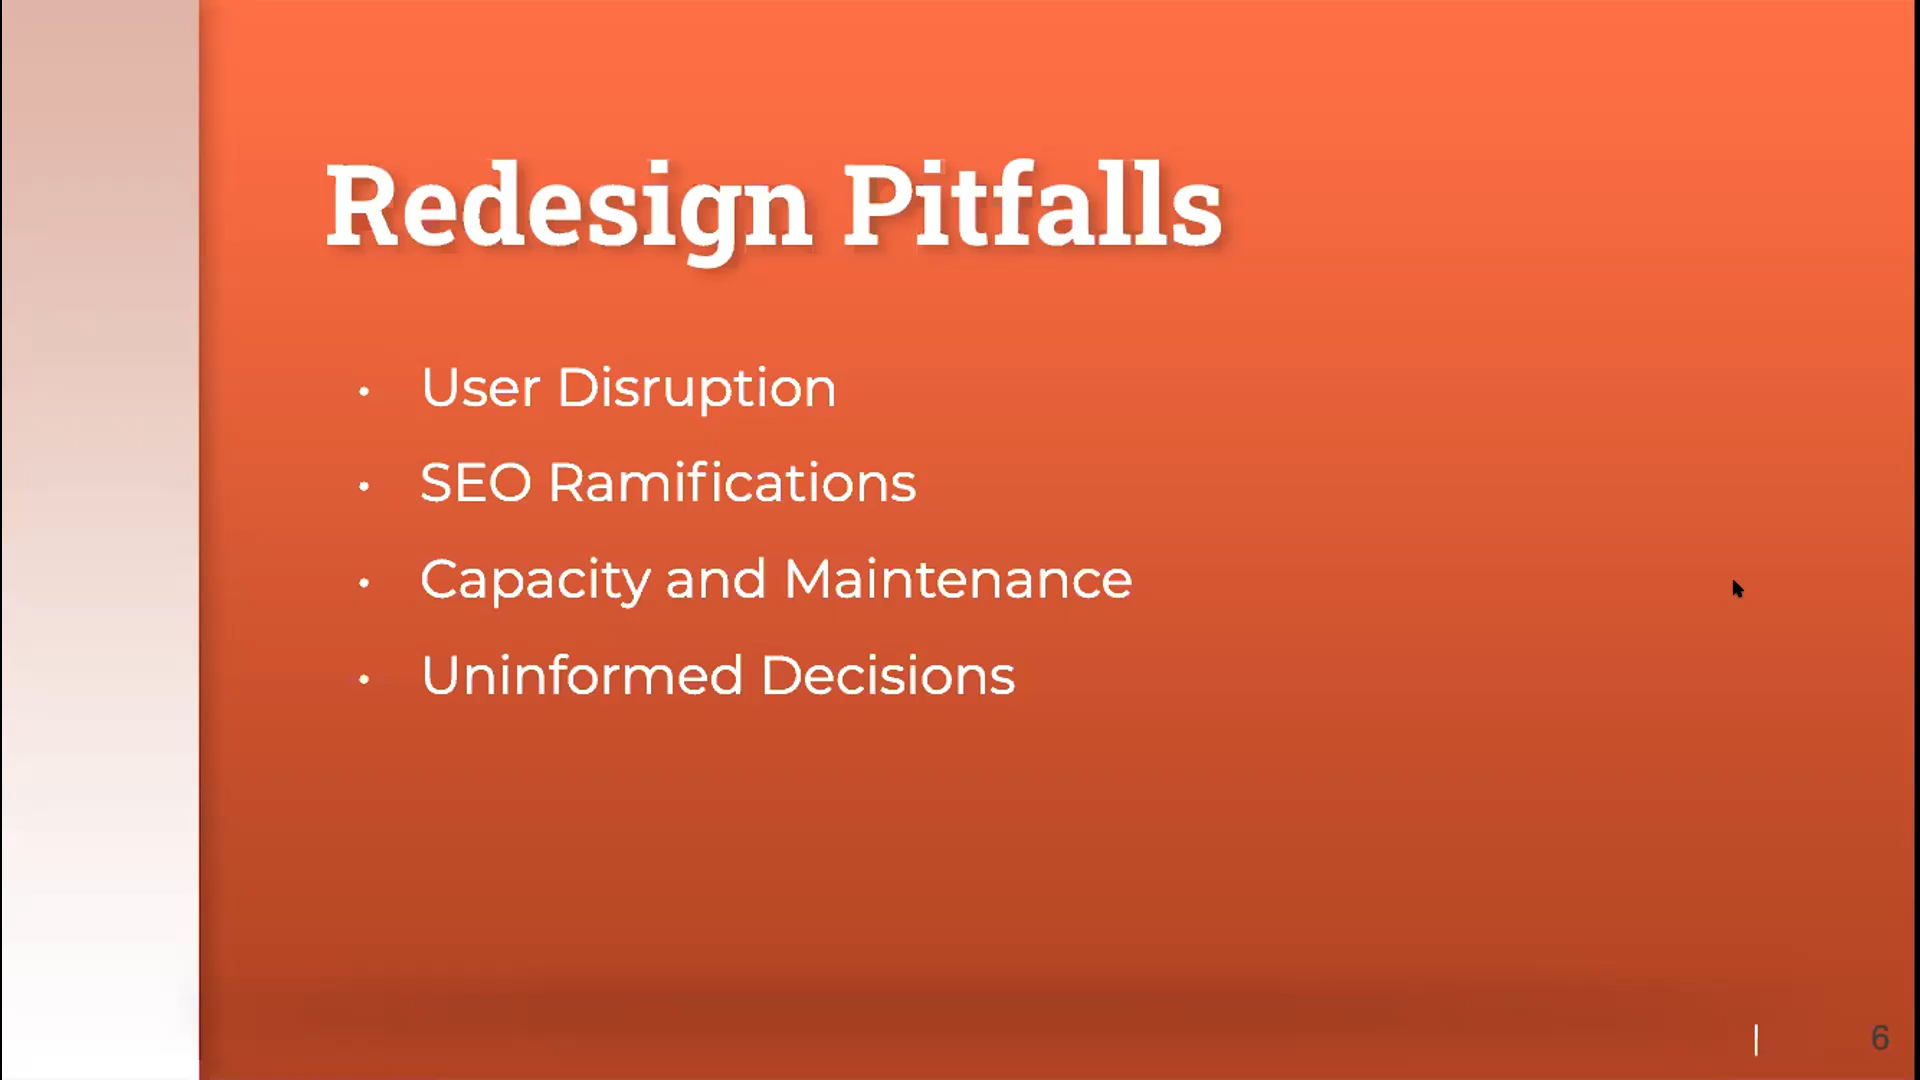 Redesign Pitfalls
• User Disruption
• SEO Ramifications
• Capacity and Maintenance
• Uninformed Decisions
| 6